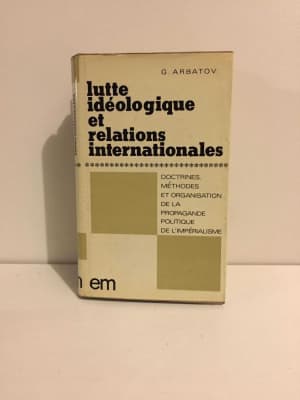 G. ARBATOV
lutte
idéologique
et
relations
internationales
DOCTRINES,
MÉTHODES
ET ORGANISATION
DE LA
PROPAGANDE
POLITIQUE
DE L'IMPÉRIALISME
em